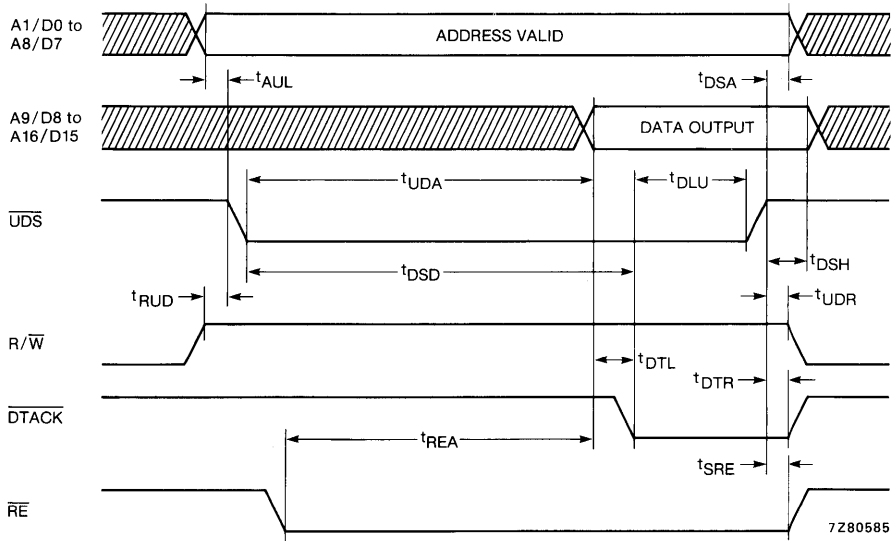 A1/D0 to
A8/D7
ADDRESS VALID
tAUL
tDSA
A9/D8 to
A16/D15
DATA OUTPUT
tUDA
tDLU
UDS
tDSD
tDSH
tRUD
tUDR
R/W
tDTL
tDTR
DTACK
tREA
tSRE
RE
7Z80585